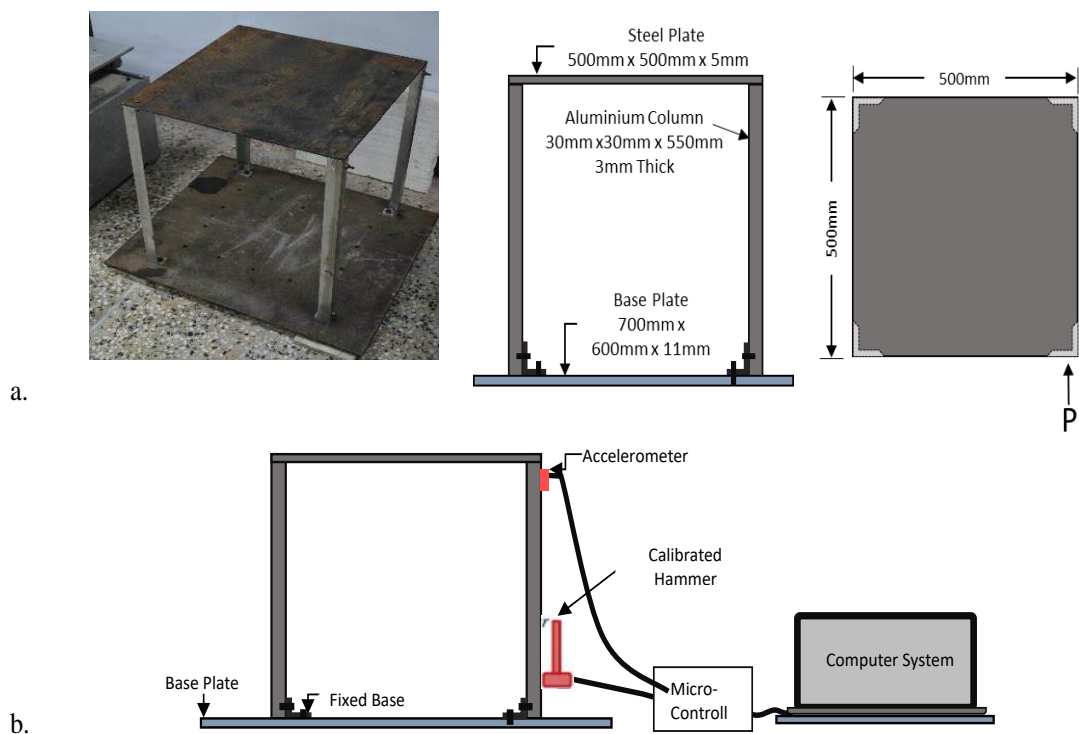 Steel Plate
500mm x 500mm x 5mm
500mm
Aluminium Column
30mm x30mm x 550mm
3mm Thick
500mm
Base Plate
700mm x
600mm x 11mm
a.
P
Accelerometer
Calibrated
Hammer
r
Computer System
Base Plate
Fixed Base
Micro-
Controll
b.